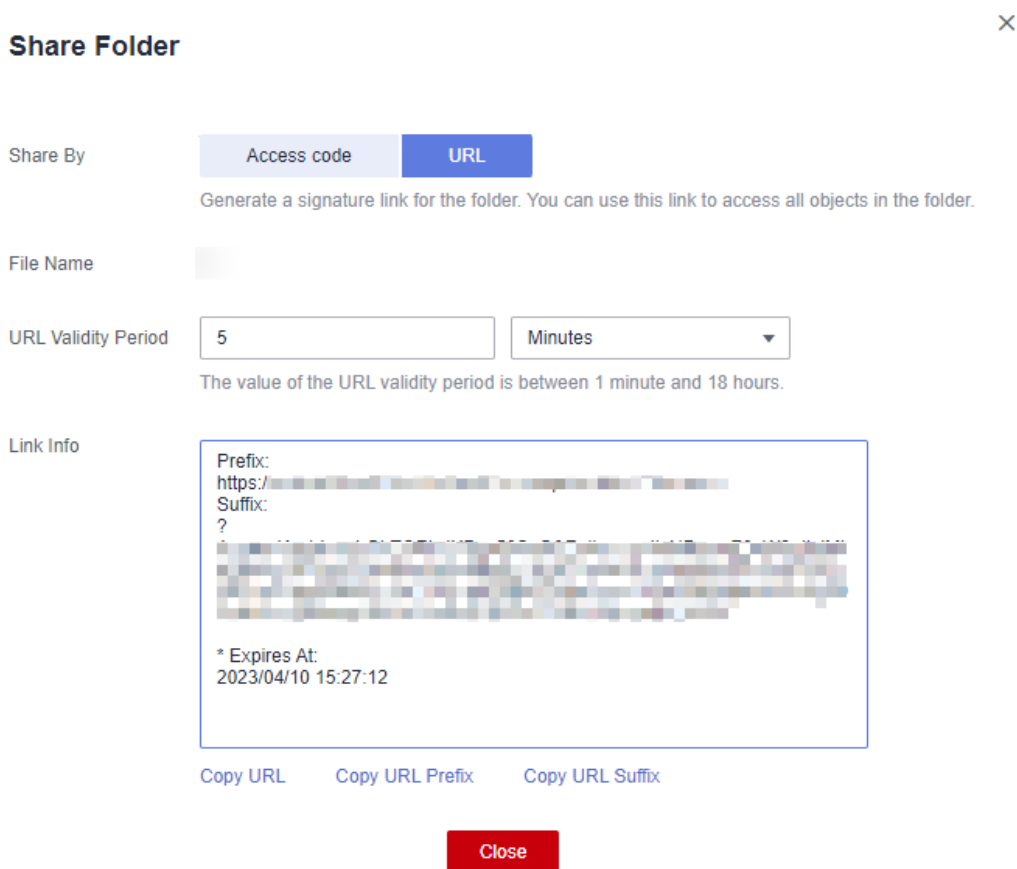 Share Folder
Share By
Access code
URL
Generate a signature link for the folder. You can use this link to access all objects in the folder.
File Name
URL Validity Period
5
Minutes
The value of the URL validity period is between 1 minute and 18 hours.
Link Info
Prefix:
https:/
Suffix:
?
* Expires At:
2023/04/10 15:27:12
Copy URL
Copy URL Prefix
Copy URL Suffix
Close